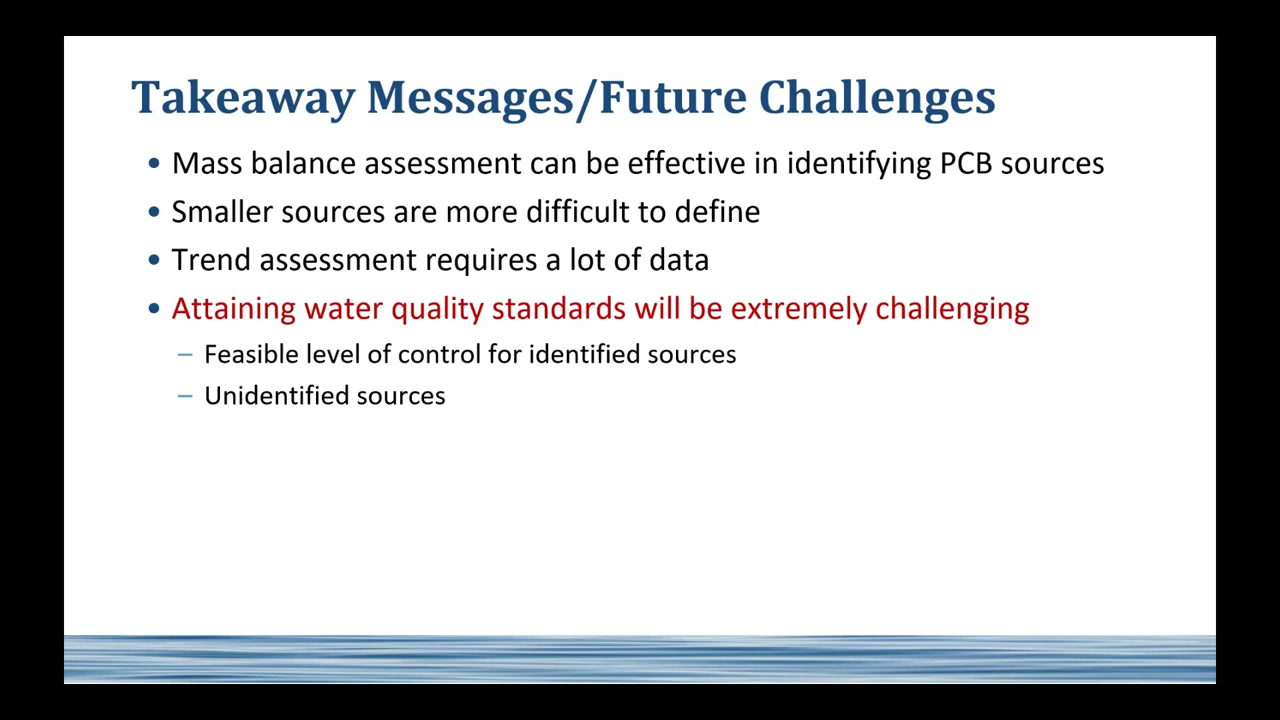 Takeaway Messages/Future Challenges
• Mass balance assessment can be effective in identifying PCB sources
• Smaller sources are more difficult to define
• Trend assessment requires a lot of data
• Attaining water quality standards will be extremely challenging
– Feasible level of control for identified sources
– Unidentified sources